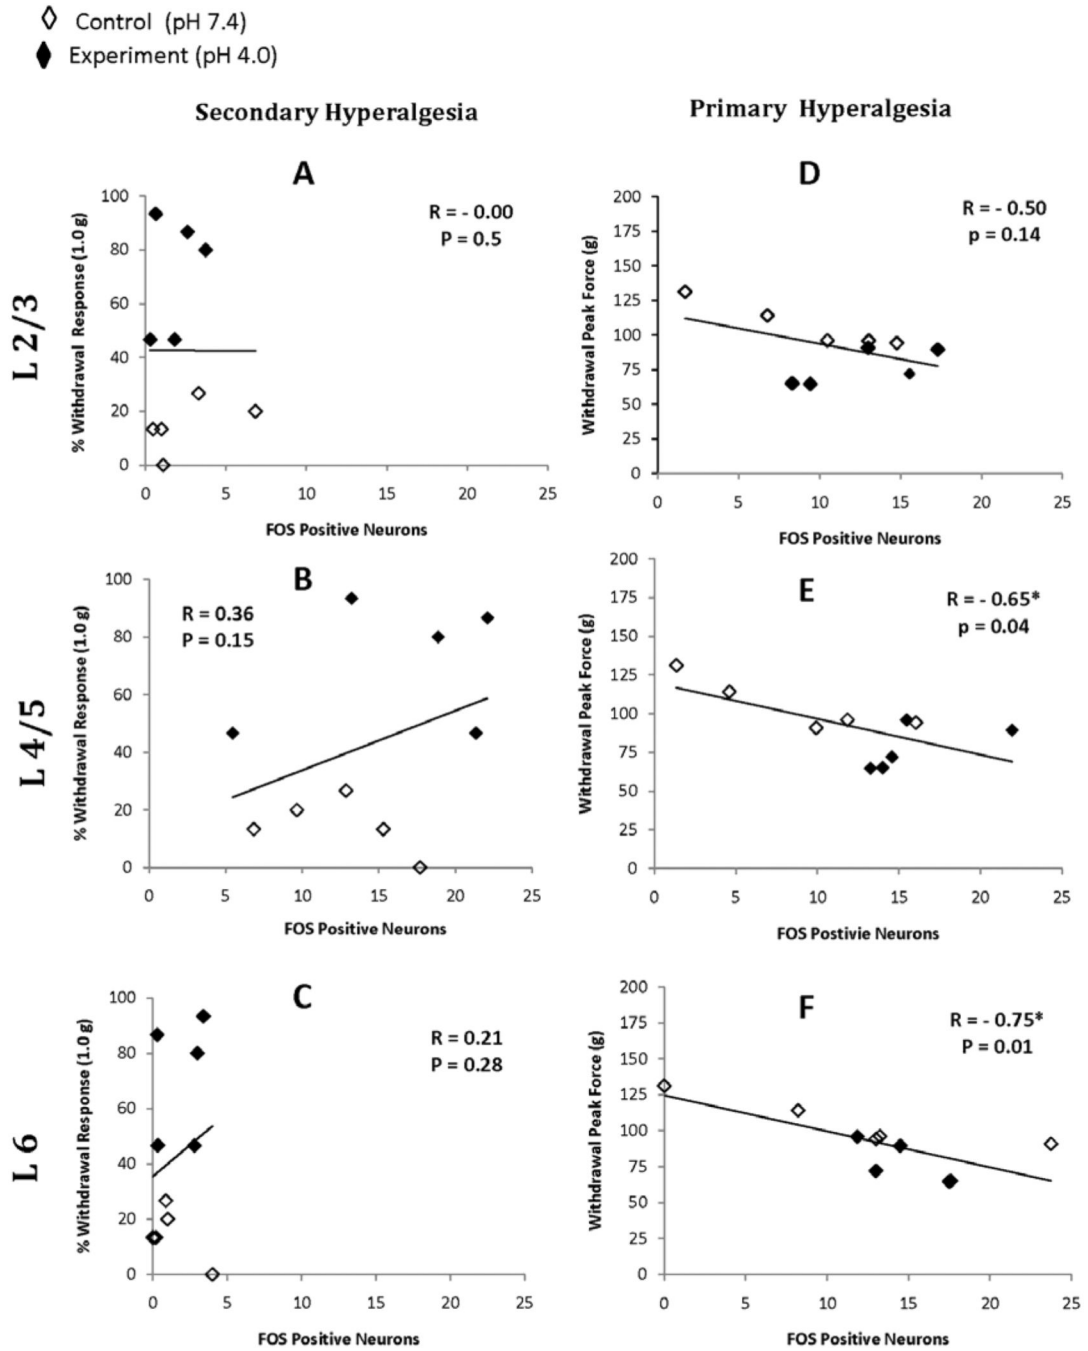 Control (pH 7.4)
Experiment (pH 4.0)
Secondary Hyperalgesia
Primary Hyperalgesia
L 2/3
A
R = - 0.00
P = 0.5
% Withdrawal Response (1.0 g)
100
80
60
40
20
0
0 5 10 15 20 25
FOS Positive Neurons
D
R = - 0.50
p = 0.14
Withdrawal Peak Force (g)
200
175
150
125
100
75
50
25
0
0 5 10 15 20 25
FOS Positive Neurons
L 4/5
B
R = 0.36
P = 0.15
% Withdrawal Response (1.0 g)
100
80
60
40
20
0
0 5 10 15 20 25
FOS Positive Neurons
E
R = - 0.65*
p = 0.04
Withdrawal Peak Force (g)
200
175
150
125
100
75
50
25
0
0 5 10 15 20 25
FOS Postivie Neurons
L 6
C
R = 0.21
P = 0.28
% Withdrawal Response (1.0 g)
100
80
60
40
20
0
0 5 10 15 20 25
FOS Positive Neurons
F
R = - 0.75*
P = 0.01
Withdrawal Peak Force (g)
200
175
150
125
100
75
50
25
0
0 5 10 15 20 25
FOS Positive Neurons